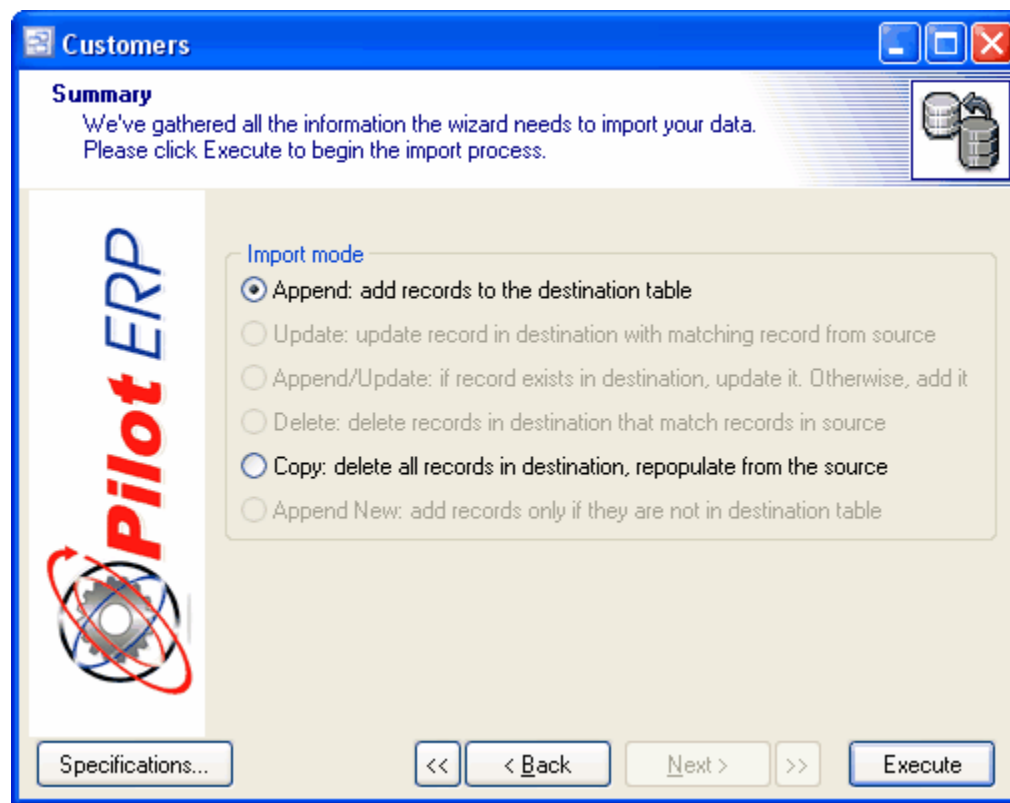 Customers
Summary
We've gathered all the information the wizard needs to import your data.
Please click Execute to begin the import process.
Pilot ERP
Import mode
Append: add records to the destination table
Update: update record in destination with matching record from source
Append/Update: if record exists in destination, update it. Otherwise, add it
Delete: delete records in destination that match records in source
Copy: delete all records in destination, repopulate from the source
Append New: add records only if they are not in destination table
Specifications... << < Back Next > >> Execute